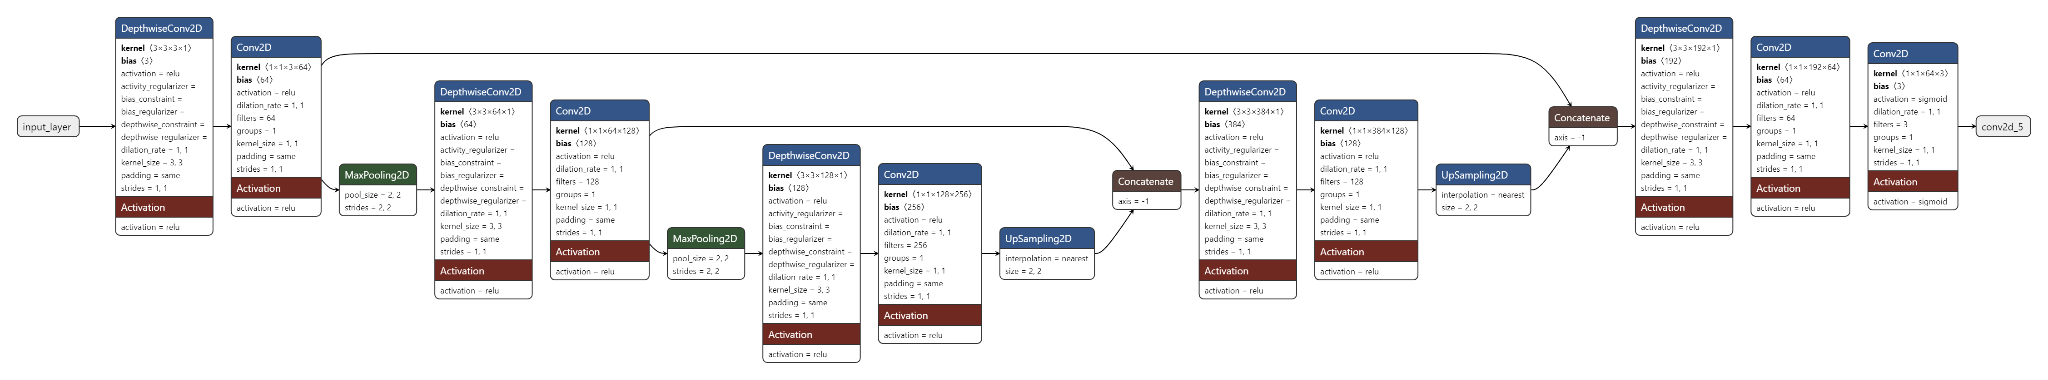 input_layer
DepthwiseConv2D
kernel ⟨3×3×3×1⟩
bias ⟨3⟩
activation = relu
activity_regularizer =
bias_constraint =
bias_regularizer =
depthwise_constraint =
depthwise_regularizer =
dilation_rate = 1, 1
kernel_size = 3, 3
padding = same
strides = 1, 1
Activation
activation = relu
Conv2D
kernel ⟨1×1×3×64⟩
bias ⟨64⟩
activation = relu
dilation_rate = 1, 1
filters = 64
groups = 1
kernel_size = 1, 1
padding = same
strides = 1, 1
Activation
activation = relu
MaxPooling2D
pool_size = 2, 2
strides = 2, 2
DepthwiseConv2D
kernel ⟨3×3×64×1⟩
bias ⟨64⟩
activation = relu
activity_regularizer =
bias_constraint =
bias_regularizer =
depthwise_constraint =
depthwise_regularizer =
dilation_rate = 1, 1
kernel_size = 3, 3
padding = same
strides = 1, 1
Activation
activation = relu
Conv2D
kernel ⟨1×1×64×128⟩
bias ⟨128⟩
activation = relu
dilation_rate = 1, 1
filters = 128
groups = 1
kernel_size = 1, 1
padding = same
strides = 1, 1
Activation
activation = relu
MaxPooling2D
pool_size = 2, 2
strides = 2, 2
DepthwiseConv2D
kernel ⟨3×3×128×1⟩
bias ⟨128⟩
activation = relu
activity_regularizer =
bias_constraint =
bias_regularizer =
depthwise_constraint =
depthwise_regularizer =
dilation_rate = 1, 1
kernel_size = 3, 3
padding = same
strides = 1, 1
Activation
activation = relu
Conv2D
kernel ⟨1×1×128×256⟩
bias ⟨256⟩
activation = relu
dilation_rate = 1, 1
filters = 256
groups = 1
kernel_size = 1, 1
padding = same
strides = 1, 1
Activation
activation = relu
UpSampling2D
interpolation = nearest
size = 2, 2
Concatenate
axis = -1
DepthwiseConv2D
kernel ⟨3×3×384×1⟩
bias ⟨384⟩
activation = relu
activity_regularizer =
bias_constraint =
bias_regularizer =
depthwise_constraint =
depthwise_regularizer =
dilation_rate = 1, 1
kernel_size = 3, 3
padding = same
strides = 1, 1
Activation
activation = relu
Conv2D
kernel ⟨1×1×384×128⟩
bias ⟨128⟩
activation = relu
dilation_rate = 1, 1
filters = 128
groups = 1
kernel_size = 1, 1
padding = same
strides = 1, 1
Activation
activation = relu
UpSampling2D
interpolation = nearest
size = 2, 2
Concatenate
axis = -1
DepthwiseConv2D
kernel ⟨3×3×192×1⟩
bias ⟨192⟩
activation = relu
activity_regularizer =
bias_constraint =
bias_regularizer =
depthwise_constraint =
depthwise_regularizer =
dilation_rate = 1, 1
kernel_size = 3, 3
padding = same
strides = 1, 1
Activation
activation = relu
Conv2D
kernel ⟨1×1×192×64⟩
bias ⟨64⟩
activation = relu
dilation_rate = 1, 1
filters = 64
groups = 1
kernel_size = 1, 1
padding = same
strides = 1, 1
Activation
activation = relu
Conv2D
kernel ⟨1×1×64×3⟩
bias ⟨3⟩
activation = sigmoid
dilation_rate = 1, 1
filters = 3
groups = 1
kernel_size = 1, 1
padding = same
strides = 1, 1
Activation
activation = sigmoid
conv2d_5